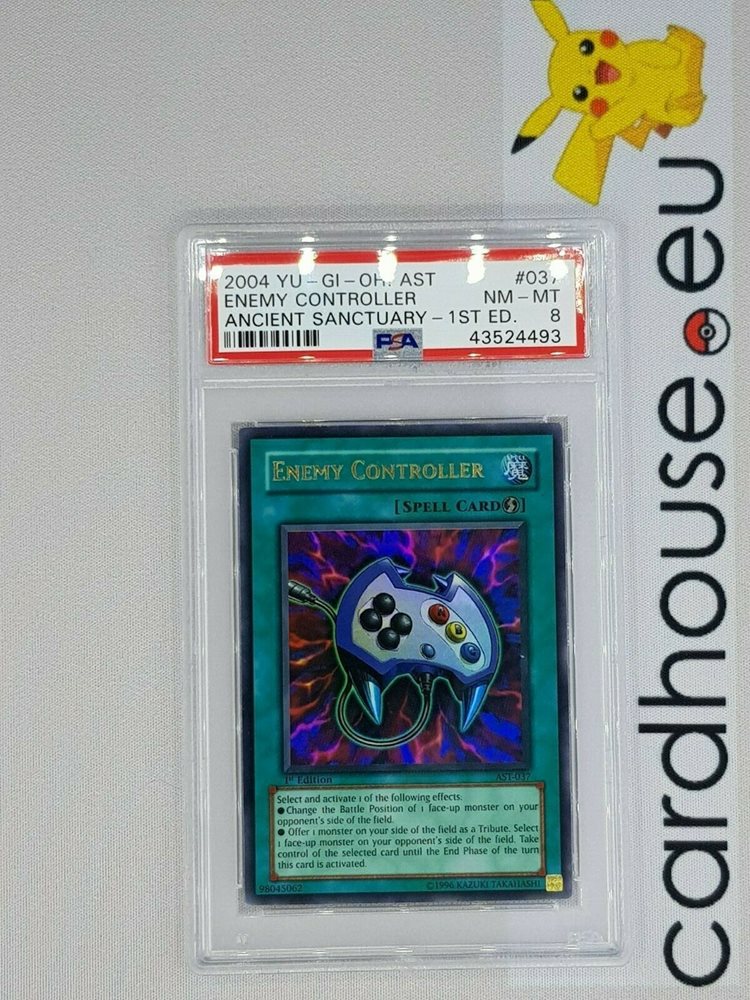 2004 YU-GI-OH! AST #037
ENEMY CONTROLLER NM-MT
ANCIENT SANCTUARY-1ST ED. 8
PSA 43524493
ENEMY CONTROLLER
魔
[SPELL CARD]
1st Edition AST-037
Select and activate 1 of the following effects:
●Change the Battle Position of 1 face-up monster on your
opponent's side of the field.
● Offer 1 monster on your side of the field as a Tribute. Select
1 face-up monster on your opponent's side of the field. Take
control of the selected card until the End Phase of the turn
this card is activated.
98045062 ©1996 KAZUKI TAKAHASHI
cardhouse.eu